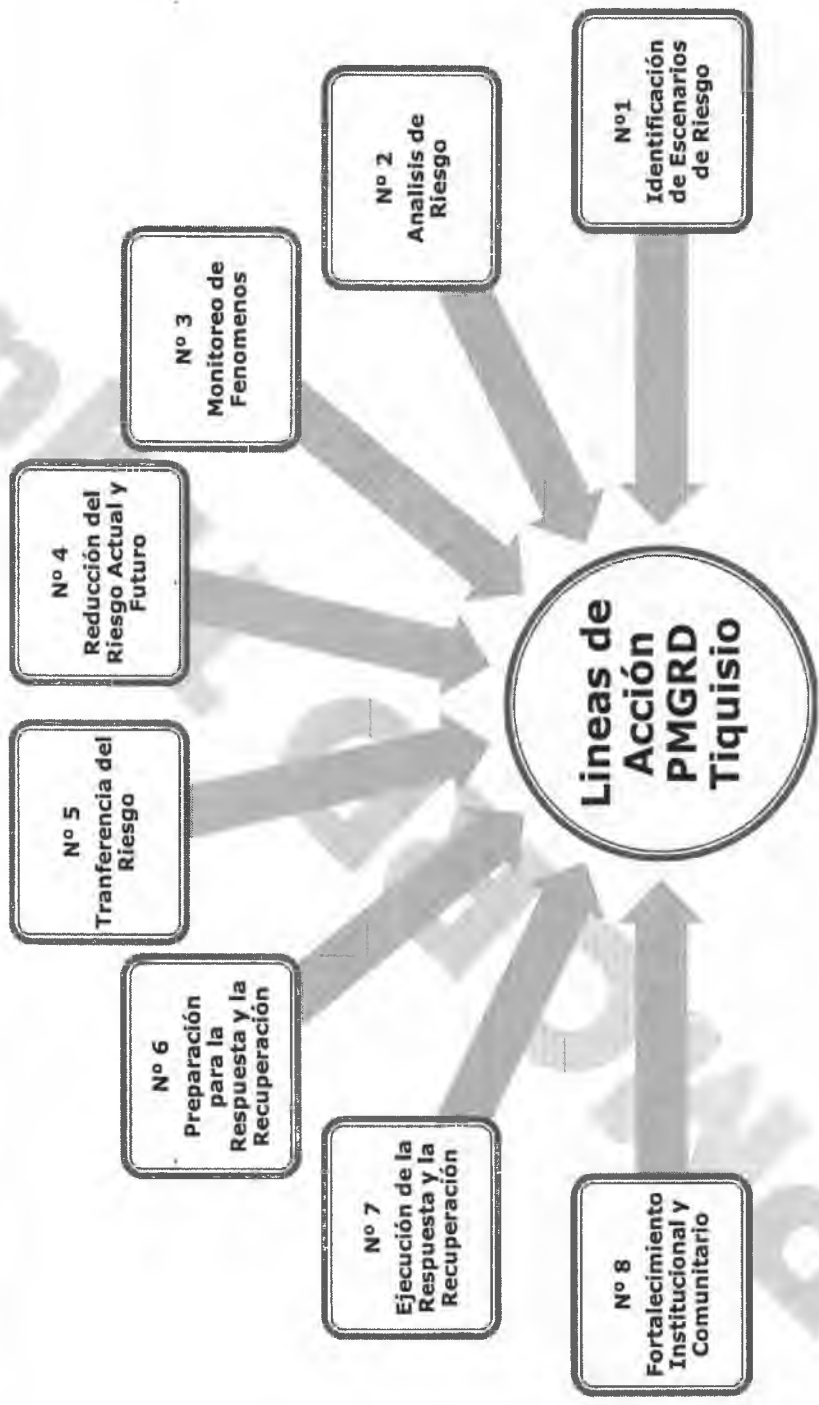 Nº1
Identificación
de Escenarios
de Riesgo
Nº 2
Analisis de
Riesgo
Nº 3
Monitoreo de
Fenomenos
Nº 4
Reducción del
Riesgo Actual y
Futuro
Nº 5
Tranferencia del
Riesgo
Nº 6
Preparación
para la
Respuesta y la
Recuperación
Nº 7
Ejecución de la
Respuesta y la
Recuperación
Nº 8
Fortalecimiento
Institucional y
Comunitario
Lineas de
Acción
PMGRD
Tiquisio